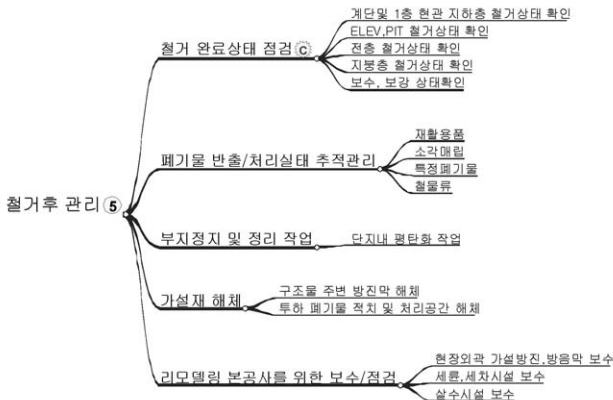 철거후 관리 ⑤
철거 완료상태 점검 ⓒ
계단및 1층 현관 지하층 철거상태 확인
ELEV,PIT 철거상태 확인
전층 철거상태 확인
지붕층 철거상태 확인
보수, 보강 상태확인
폐기물 반출/처리실태 추적관리
재활용품
소각매립
특정폐기물
철물류
부지정지 및 정리 작업
단지내 평탄화 작업
가설재 해체
구조물 주변 방진막 해체
투하 폐기물 적치 및 처리공간 해체
리모델링 본공사를 위한 보수/점검
현장외곽 가설방진,방음막 보수
세륜,세차시설 보수
살수시설 보수